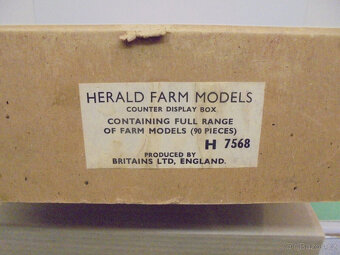 HERALD FARM MODELS
COUNTER DISPLAY BOX
CONTAINING FULL RANGE
OF FARM MODELS (90 PIECES)
H 7568
PRODUCED BY
BRITAINS LTD, ENGLAND.